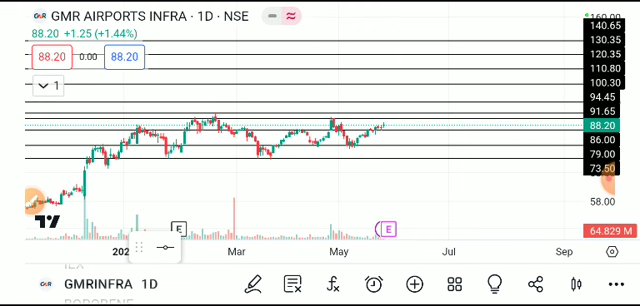 GMR AIRPORTS INFRA · 1D · NSE
88.20 +1.25 (+1.44%)
88.20 0.00 88.20
1
160.00
140.65
130.35
120.35
110.80
100.30
94.45
91.65
88.20
86.00
79.00
73.50
58.00
64.829 M
E
E
Mar May Jul Sep
GMRINFRA 1D